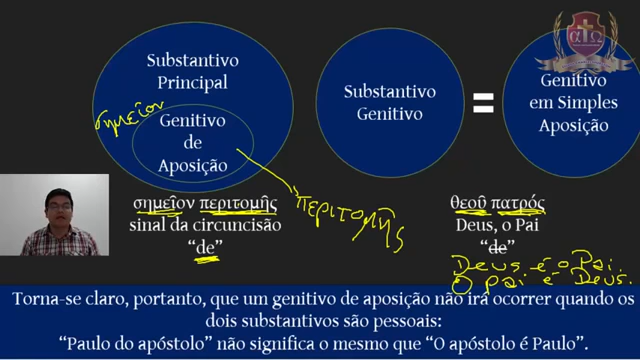 Substantivo
Principal
σημεῖον
Genitivo
de
Aposição
Substantivo
Genitivo
=
Genitivo
em Simples
Aposição
Α Ω
σημεῖον περιτομῆς
sinal da circuncisão
“de”
περιτομῆς
θεοῦ πατρός
Deus, o Pai
“de”
Deus é o Pai.
O pai é Deus.
Torna-se claro, portanto, que um genitivo de aposição não irá ocorrer quando os
dois substantivos são pessoais:
“Paulo do apóstolo” não significa o mesmo que “O apóstolo é Paulo”.